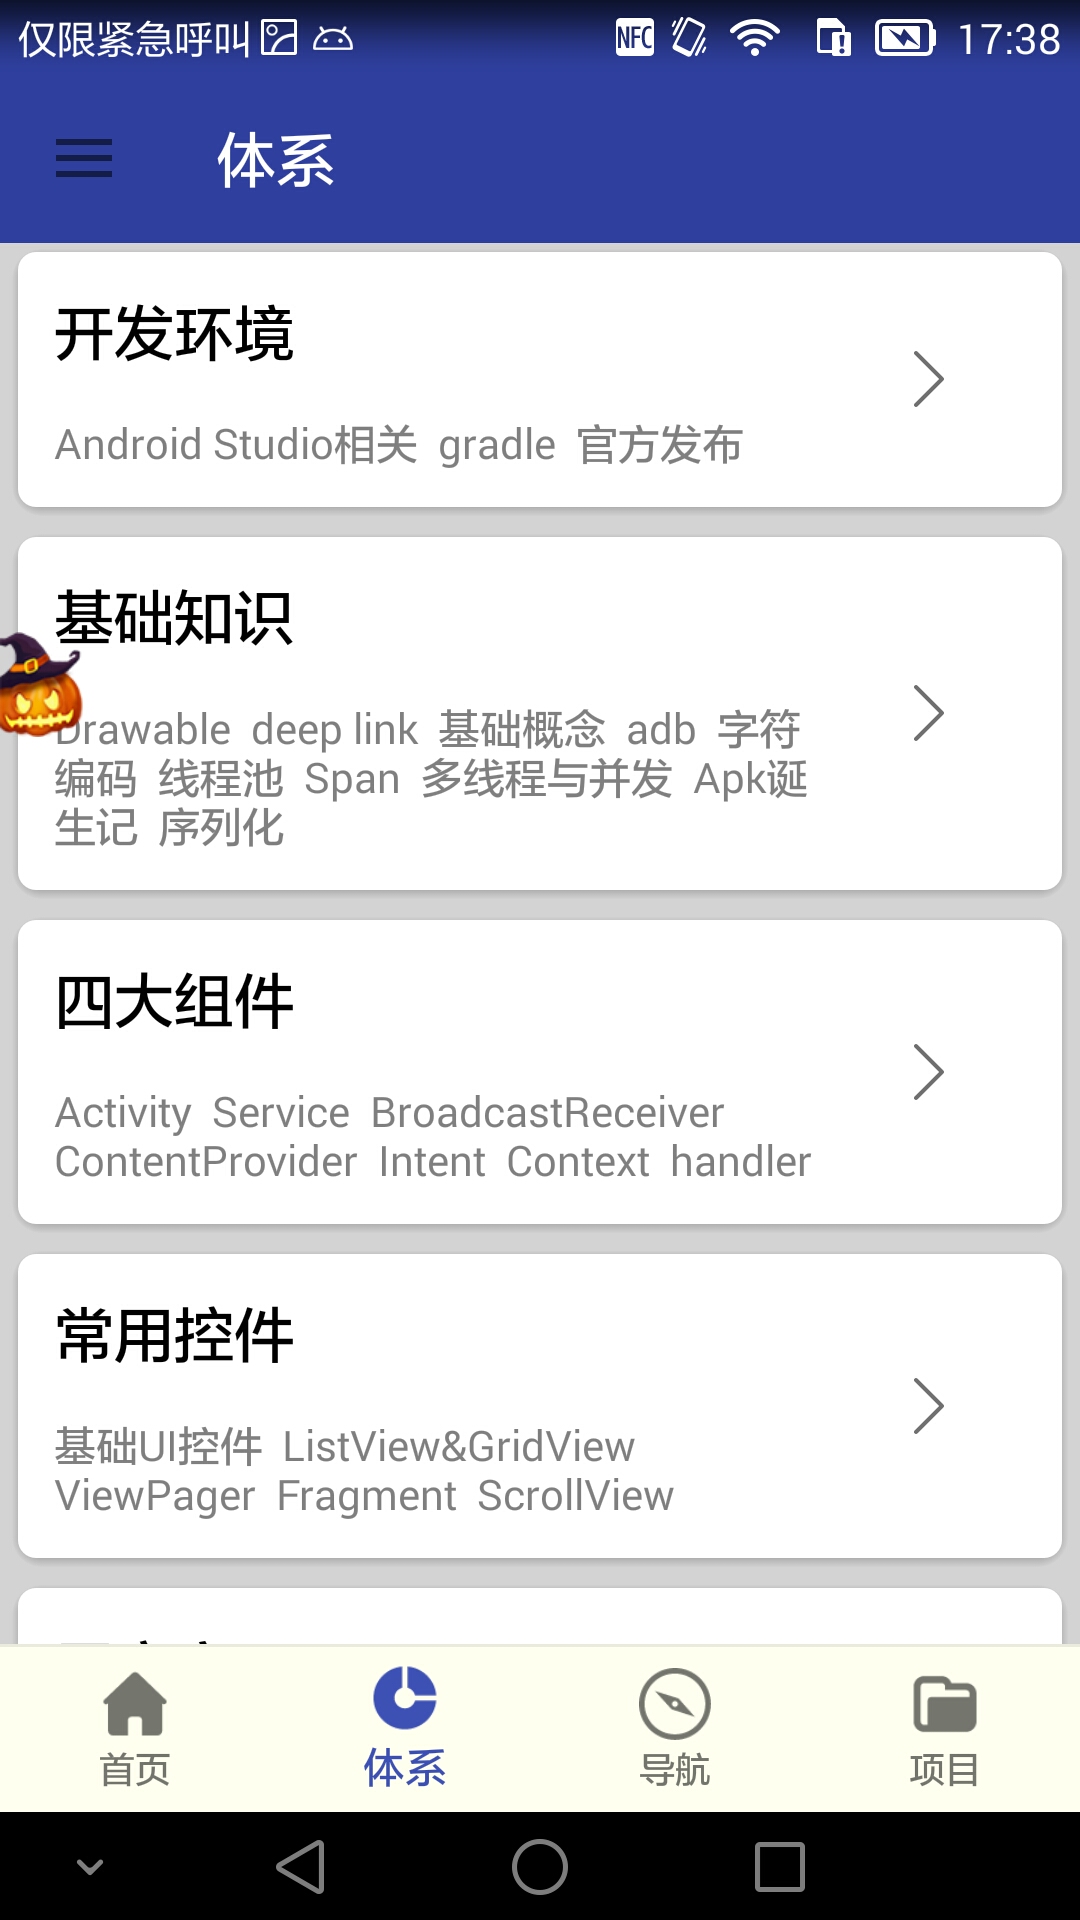 仅限紧急呼叫 NFC 17:38
体系
开发环境
Android Studio相关 gradle 官方发布
基础知识
Drawable deep link 基础概念 adb 字符
编码 线程池 Span 多线程与并发 Apk诞
生记 序列化
四大组件
Activity Service BroadcastReceiver
ContentProvider Intent Context handler
常用控件
基础UI控件 ListView&GridView
ViewPager Fragment ScrollView
首页 体系 导航 项目